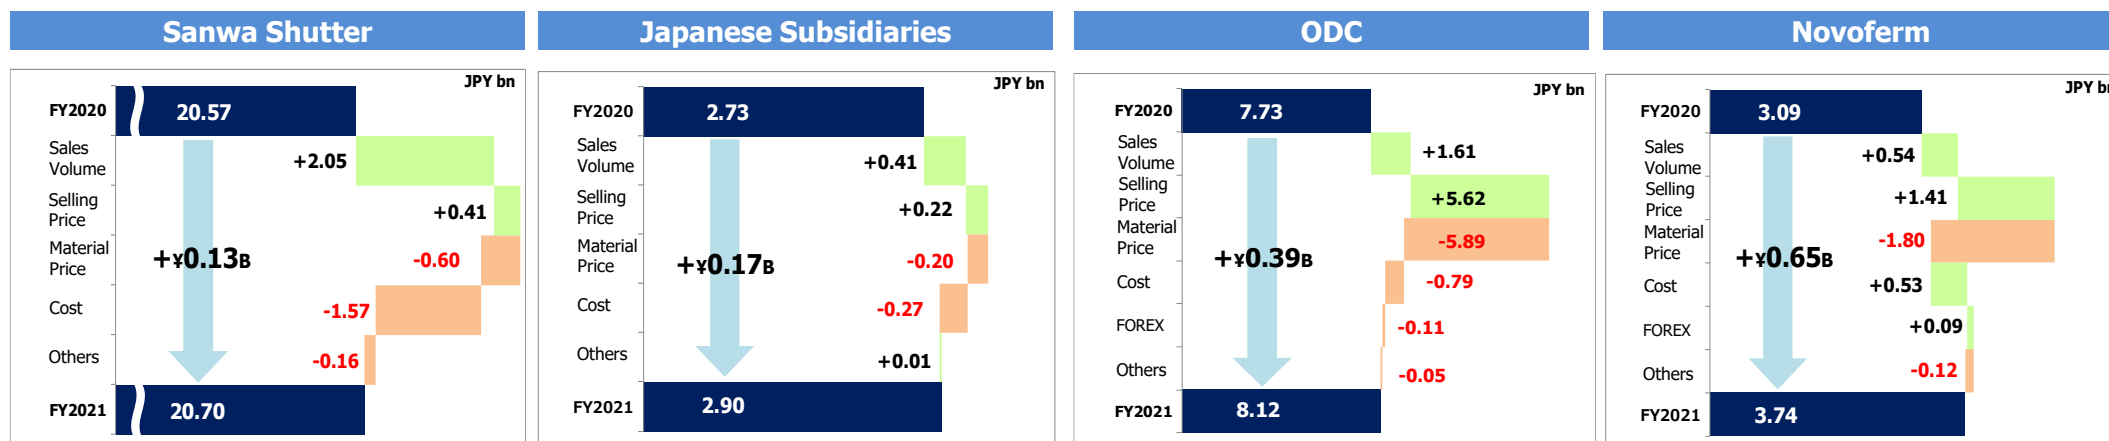 Sanwa Shutter
JPY bn
FY2020
20.57
Sales
Volume
+2.05
Selling
Price
+0.41
Material
Price
-0.60
+¥0.13B
Cost
-1.57
Others
-0.16
FY2021
20.70
Japanese Subsidiaries
JPY bn
FY2020
2.73
Sales
Volume
+0.41
Selling
Price
+0.22
Material
Price
-0.20
+¥0.17B
Cost
-0.27
Others
+0.01
FY2021
2.90
ODC
JPY bn
FY2020
7.73
Sales
Volume
+1.61
Selling
Price
+5.62
Material
Price
-5.89
+¥0.39B
Cost
-0.79
FOREX
-0.11
Others
-0.05
FY2021
8.12
Novoferm
JPY bn
FY2020
3.09
Sales
Volume
+0.54
Selling
Price
+1.41
Material
Price
-1.80
+¥0.65B
Cost
+0.53
FOREX
+0.09
Others
-0.12
FY2021
3.74